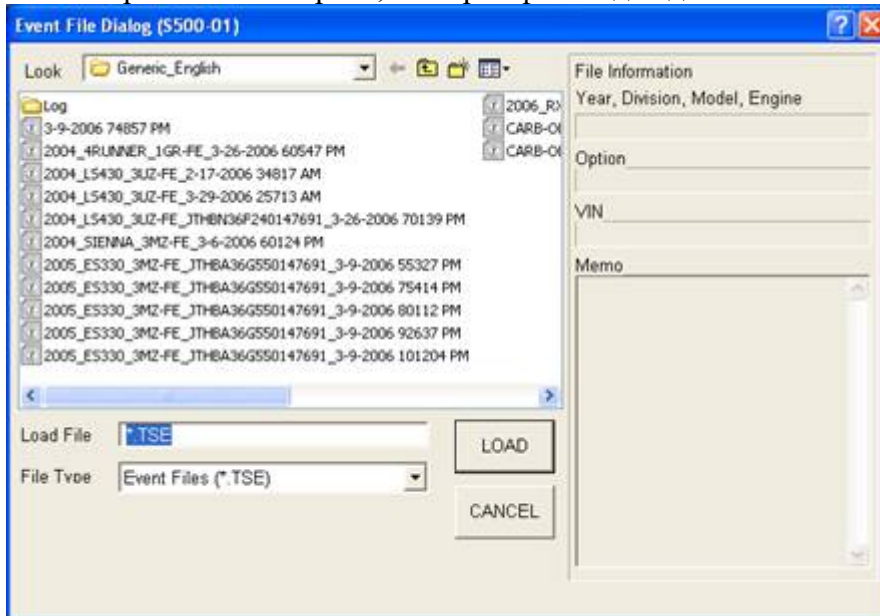 Event File Dialog (S500-01)
Look Generic_English
Log
3-9-2006 74857 PM
2004_4RUNNER_1GR-FE_3-26-2006 60547 PM
2004_LS430_3UZ-FE_2-17-2006 34817 AM
2004_LS430_3UZ-FE_3-29-2006 25713 AM
2004_LS430_3UZ-FE_JTHBN36F240147691_3-26-2006 70139 PM
2004_SIENNA_3MZ-FE_3-6-2006 60124 PM
2005_ES330_3MZ-FE_JTHBA36G550147691_3-9-2006 55327 PM
2005_ES330_3MZ-FE_JTHBA36G550147691_3-9-2006 75414 PM
2005_ES330_3MZ-FE_JTHBA36G550147691_3-9-2006 80112 PM
2005_ES330_3MZ-FE_JTHBA36G550147691_3-9-2006 92637 PM
2005_ES330_3MZ-FE_JTHBA36G550147691_3-9-2006 101204 PM
Load File *.TSE
File Type Event Files (*.TSE)
LOAD
CANCEL
File Information
Year, Division, Model, Engine
Option
VIN
Memo